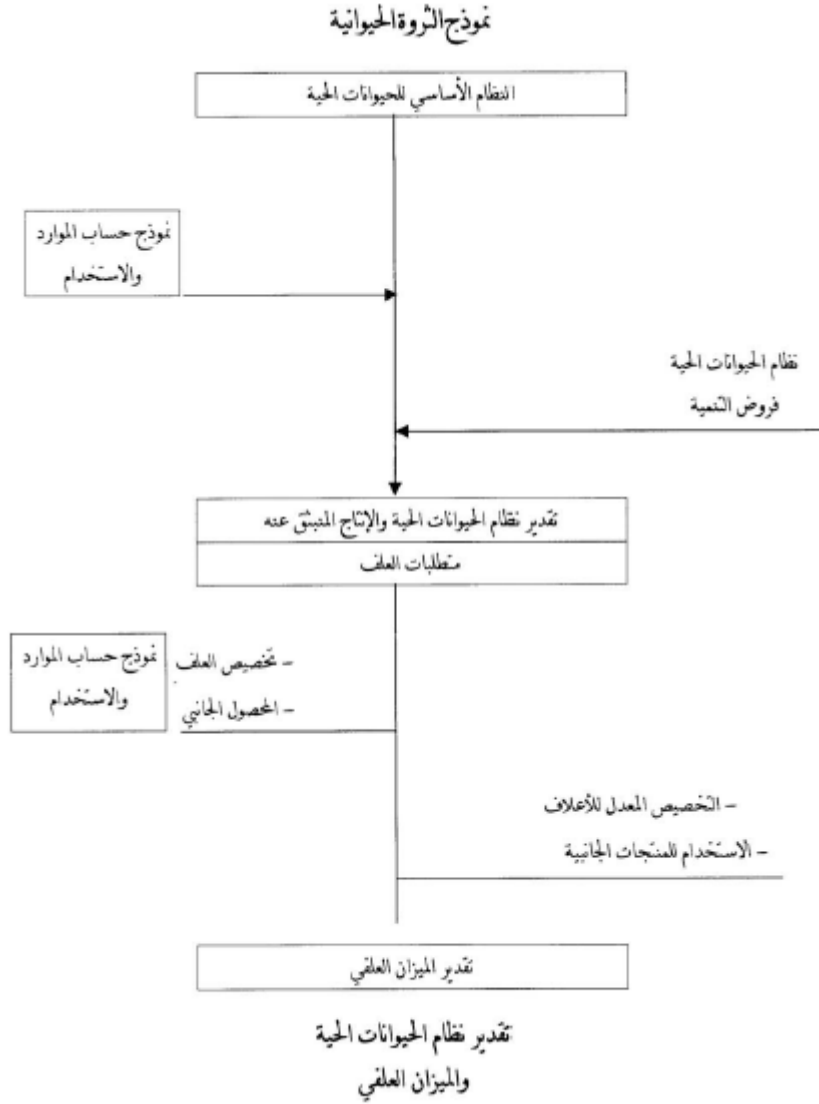 نموذج الثروة الحيوانية
النظام الأساسي للحيوانات الحية
نموذج حساب الموارد
والاستخدام
نظام الحيوانات الحية
فروض التنمية
تقدير نظام الحيوانات الحية والإنتاج المنبثق عنه
متطلبات العلف
نموذج حساب الموارد
والاستخدام
- تخصيص العلف
- المحصول الجانبي
- التخصيص المعدل للأعلاف
- الاستخدام للمنتجات الجانبية
تقدير الميزان العلفي
تقدير نظام الحيوانات الحية
والميزان العلفي